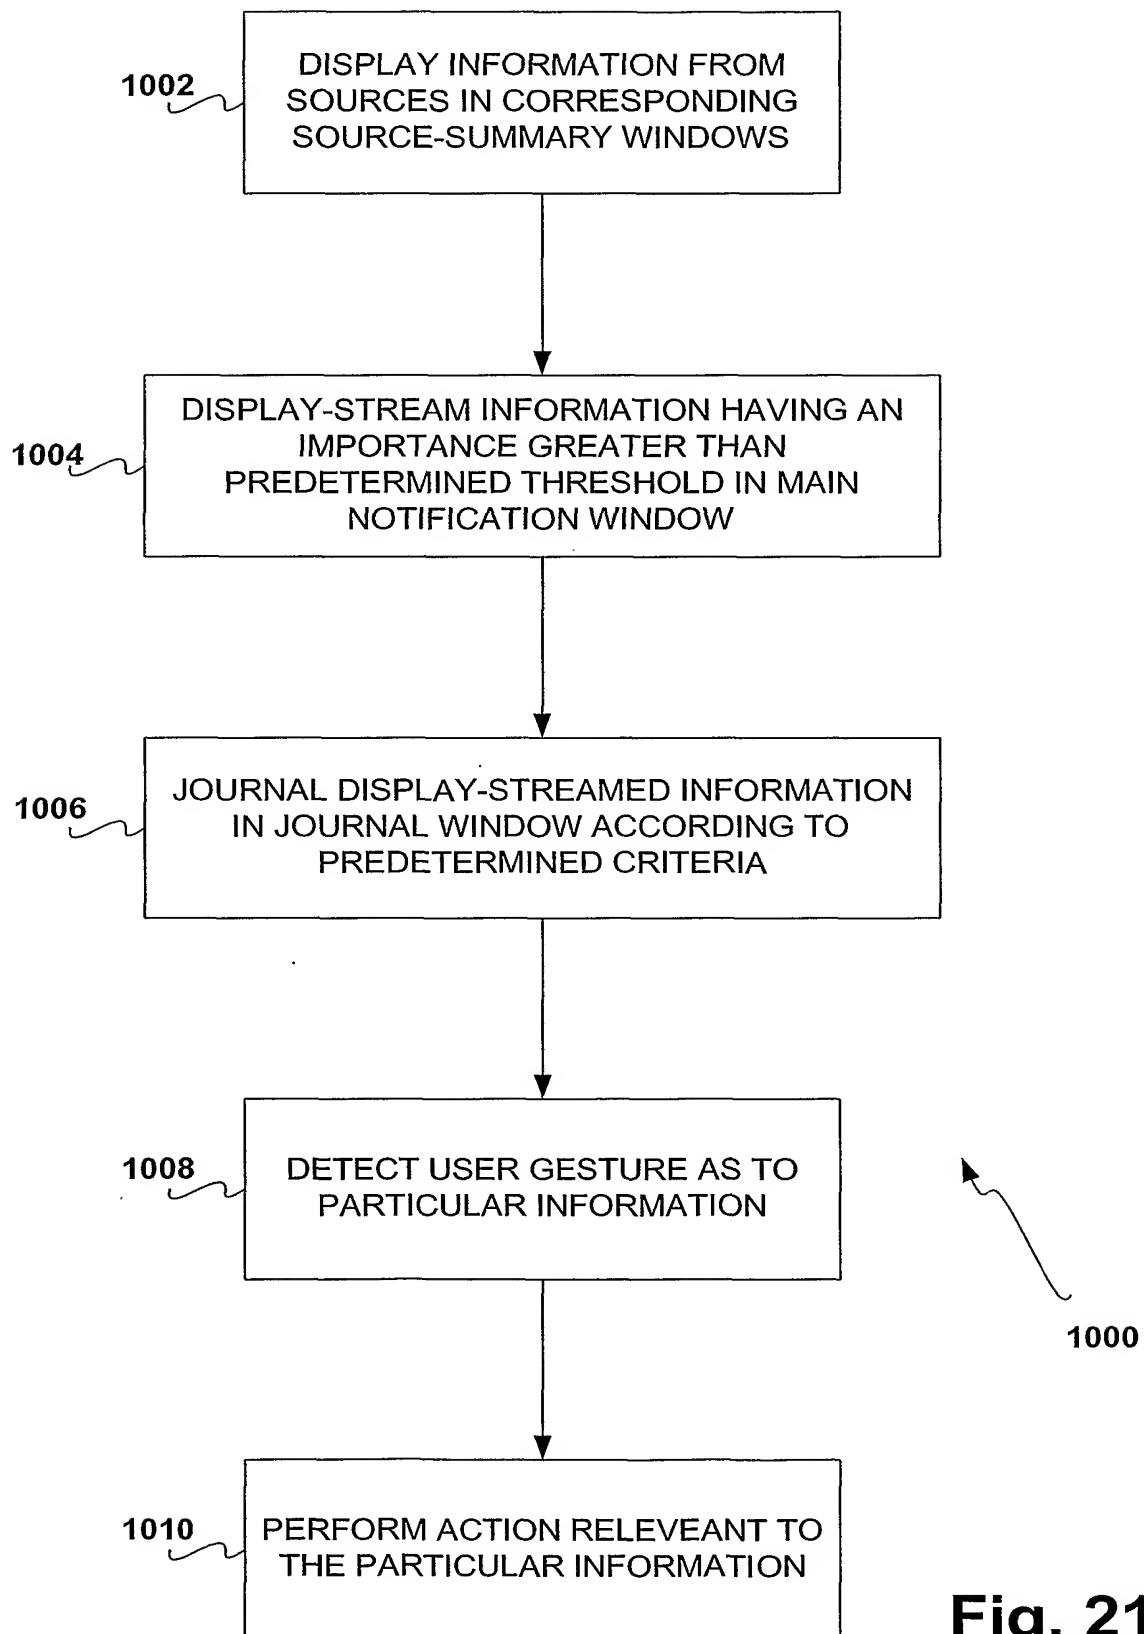 1002
DISPLAY INFORMATION FROM
SOURCES IN CORRESPONDING
SOURCE-SUMMARY WINDOWS
1004
DISPLAY-STREAM INFORMATION HAVING AN
IMPORTANCE GREATER THAN
PREDETERMINED THRESHOLD IN MAIN
NOTIFICATION WINDOW
1006
JOURNAL DISPLAY-STREAMED INFORMATION
IN JOURNAL WINDOW ACCORDING TO
PREDETERMINED CRITERIA
1008
DETECT USER GESTURE AS TO
PARTICULAR INFORMATION
1000
1010
PERFORM ACTION RELEVEANT TO
THE PARTICULAR INFORMATION
Fig. 21